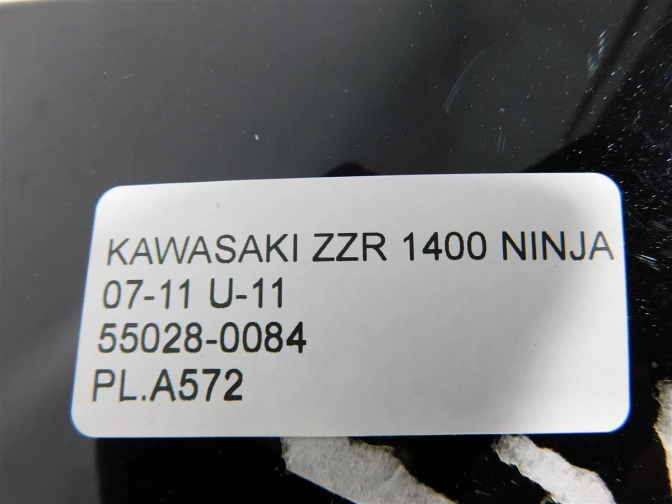 KAWASAKI ZZR 1400 NINJA
07-11 U-11
55028-0084
PL.A572